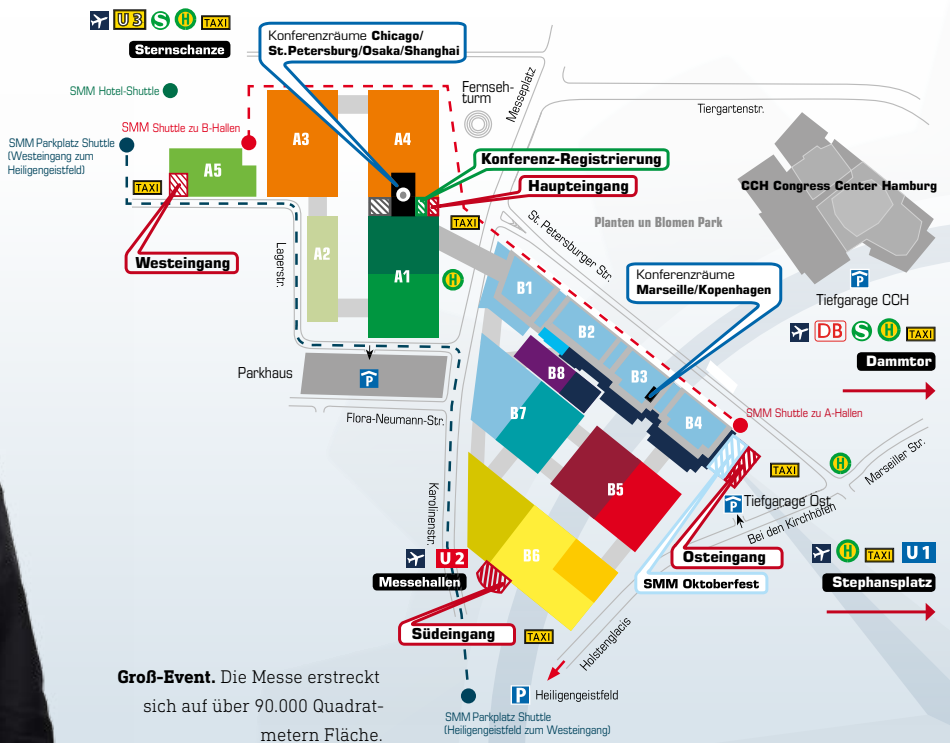 U3 S H TAXI
Sternschanze
Konferenzräume Chicago/
St.Petersburg/Osaka/Shanghai
SMM Hotel-Shuttle
Fernseh-
turm
Messeplatz
Tiergartenstr.
SMM Shuttle zu B-Hallen
SMM Parkplatz Shuttle
(Westeingang zum
Heiligengeistfeld)
A3
A4
A5
TAXI
Konferenz-Registrierung
Haupteingang
CCH Congress Center Hamburg
TAXI
St. Petersburger Str.
Planten un Blomen Park
Westeingang
Lagerstr.
A2
A1
H
Konferenzräume
Marseille/Kopenhagen
P
Tiefgarage CCH
DB S H TAXI
Dammtor
B1
B2
B3
B4
B8
B7
Parkhaus
P
Flora-Neumann-Str.
SMM Shuttle zu A-Hallen
Marseiller Str.
TAXI
H
B5
P
Tiefgarage Ost
Bei den Kirchhöfen
Karolinenstr.
B6
U2
Messehallen
Osteingang
SMM Oktoberfest
H TAXI U1
Stephansplatz
Südeingang
TAXI
Holstenglacis
P Heiligengeistfeld
SMM Parkplatz Shuttle
(Heiligengeistfeld zum Westeingang)
Groß-Event. Die Messe erstreckt
sich auf über 90.000 Quadrat-
metern Fläche.